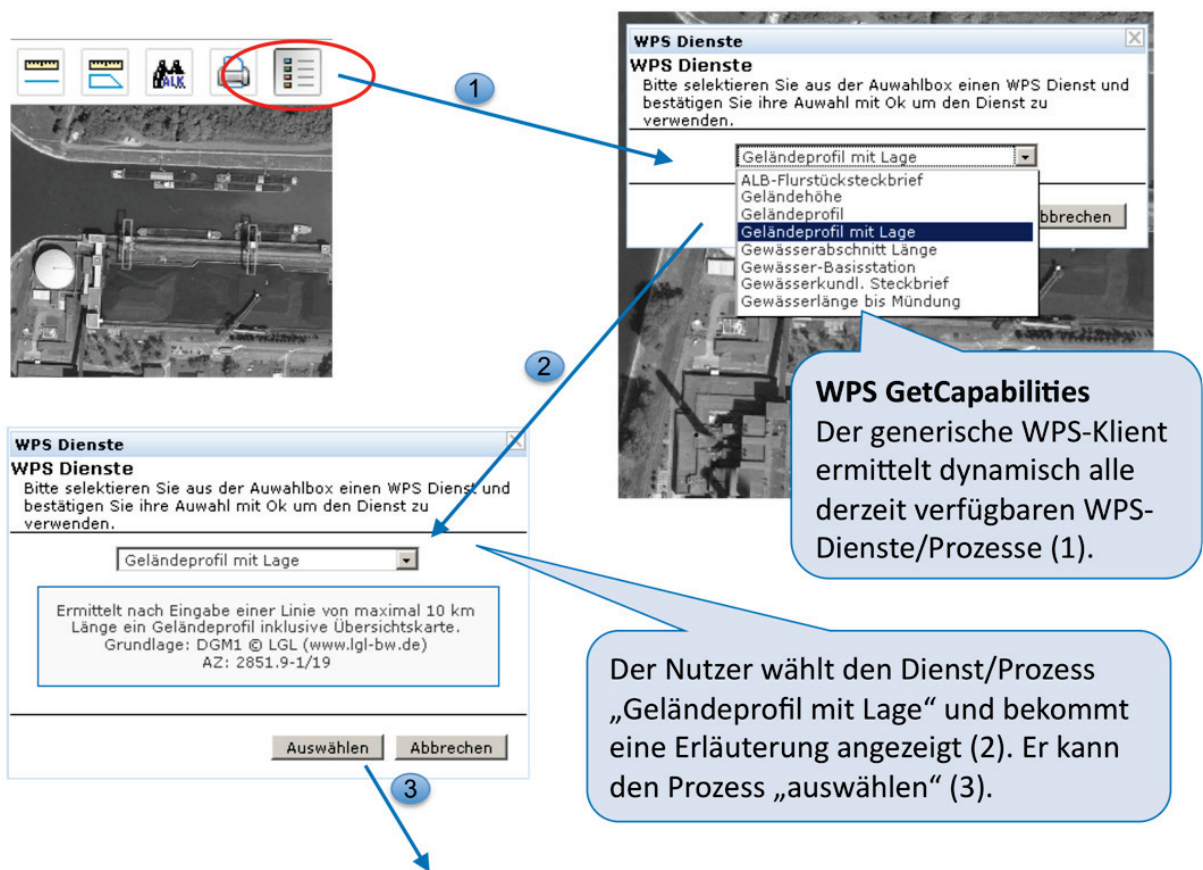 ALK
1
WPS Dienste
WPS Dienste
Bitte selektieren Sie aus der Auwahlbox einen WPS Dienst und
bestätigen Sie ihre Auwahl mit Ok um den Dienst zu
verwenden.
Geländeprofil mit Lage
ALB-Flurstücksteckbrief
Geländehöhe
Geländeprofil
Geländeprofil mit Lage
Gewässerabschnitt Länge
Gewässer-Basisstation
Gewässerkundl. Steckbrief
Gewässerlänge bis Mündung
bbrechen
WPS GetCapabilities
Der generische WPS-Klient
ermittelt dynamisch alle
derzeit verfügbaren WPS-
Dienste/Prozesse (1).
2
WPS Dienste
WPS Dienste
Bitte selektieren Sie aus der Auwahlbox einen WPS Dienst und
bestätigen Sie ihre Auwahl mit Ok um den Dienst zu
verwenden.
Geländeprofil mit Lage
Ermittelt nach Eingabe einer Linie von maximal 10 km
Länge ein Geländeprofil inklusive Übersichtskarte.
Grundlage: DGM1 © LGL (www.lgl-bw.de)
AZ: 2851.9-1/19
Auswählen Abbrechen
3
Der Nutzer wählt den Dienst/Prozess
„Geländeprofil mit Lage“ und bekommt
eine Erläuterung angezeigt (2). Er kann
den Prozess „auswählen“ (3).